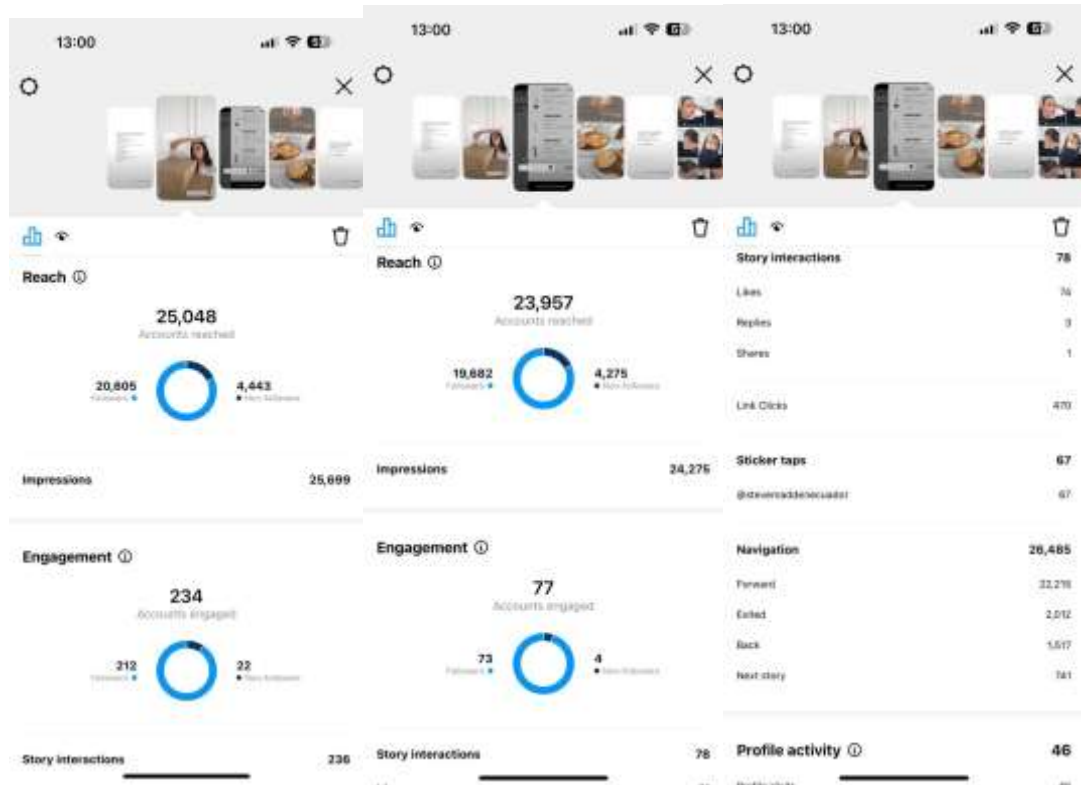 13:00
Reach
25,048
Accounts reached
20,605
4,443
Followers
Non-followers
Impressions
25,699
Engagement
234
Accounts engaged
212
22
Followers
Non-followers
Story interactions
236
13:00
Reach
23,957
Accounts reached
19,682
4,275
Followers
Non-followers
Impressions
24,275
Engagement
77
Accounts engaged
73
4
Followers
Non-followers
Story interactions
78
13:00
Story interactions
78
Likes
Replies
3
Shares
1
Link Clicks
470
Sticker taps
67
@stevemaddenecuador
67
Navigation
26,485
Forward
Exited
2,012
Back
1,517
Next story
741
Profile activity
46